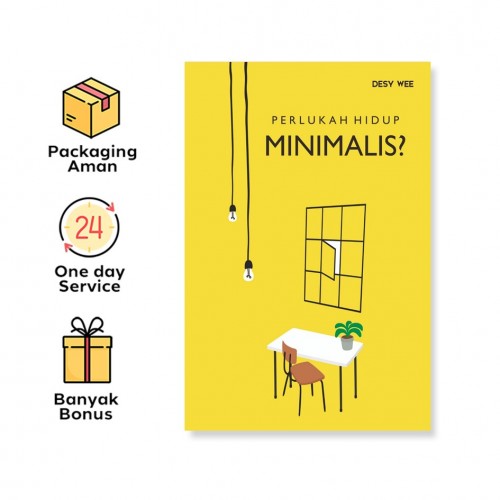 Packaging
Aman
24
One day
Service
Banyak
Bonus
DESY WEE
PERLUKAH HIDUP
MINIMALIS?